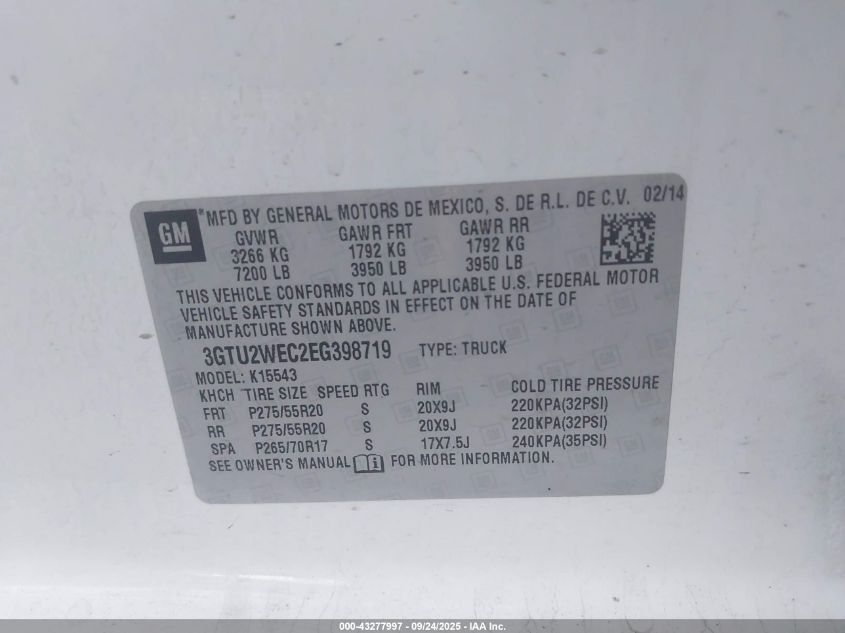 GM
*MFD BY GENERAL MOTORS DE MEXICO, S. DE R.L. DE C.V. 02/14
GVWR GAWR FRT GAWR RR
3266 KG 1792 KG 1792 KG
7200 LB 3950 LB 3950 LB
THIS VEHICLE CONFORMS TO ALL APPLICABLE U.S. FEDERAL MOTOR
VEHICLE SAFETY STANDARDS IN EFFECT ON THE DATE OF
MANUFACTURE SHOWN ABOVE.
3GTU2WEC2EG398719 TYPE: TRUCK
MODEL: K15543
KHCH TIRE SIZE SPEED RTG RIM COLD TIRE PRESSURE
FRT P275/55R20 S 20X9J 220KPA(32PSI)
RR P275/55R20 S 20X9J 220KPA(32PSI)
SPA P265/70R17 S 17X7.5J 240KPA(35PSI)
SEE OWNER'S MANUAL FOR MORE INFORMATION.
000-43277997 - 09/24/2025 - IAA Inc.